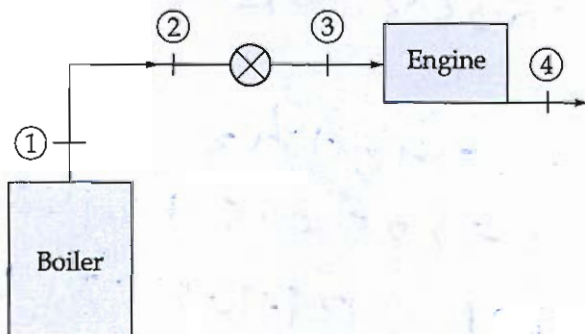 ② ③
Engine
④
①
Boiler